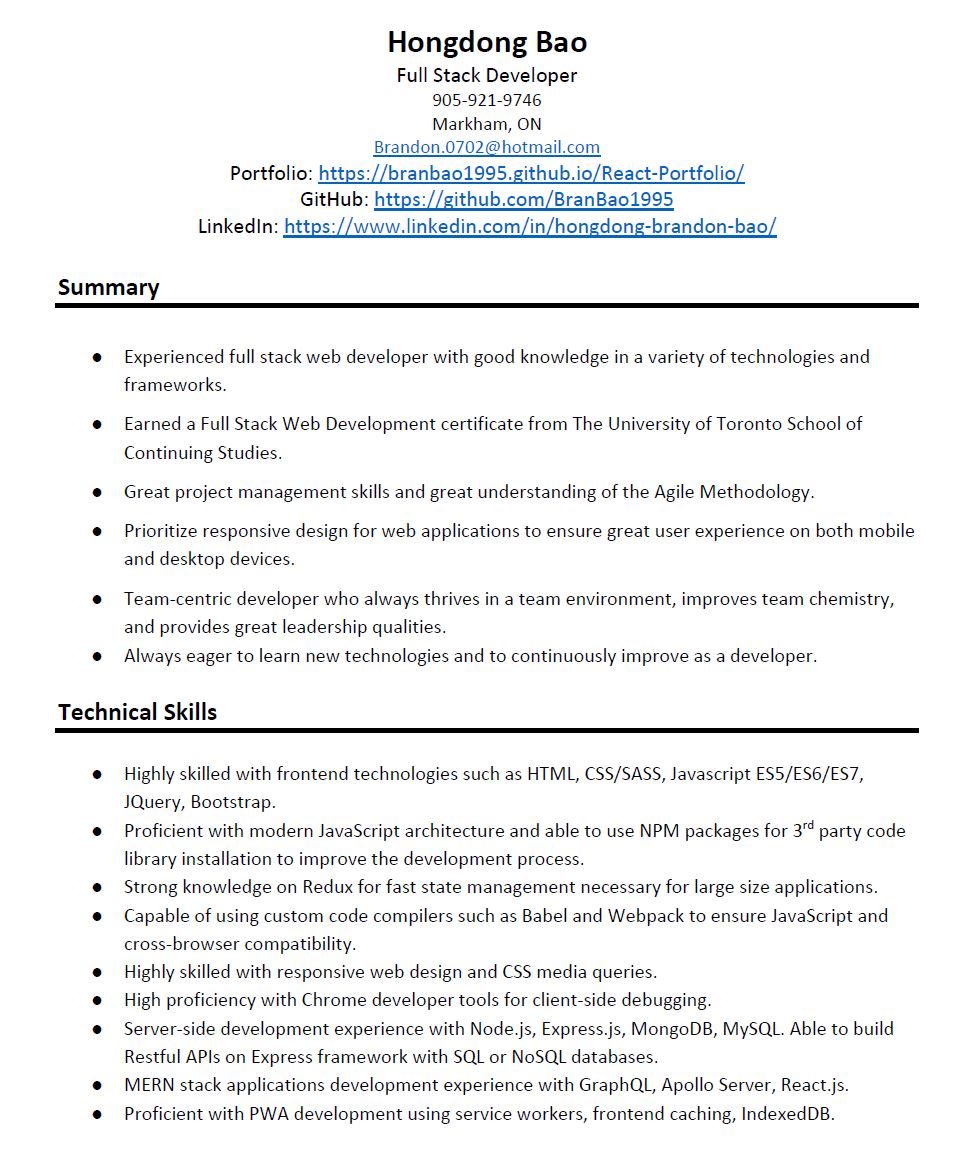 Hongdong Bao
Full Stack Developer
905-921-9746
Markham, ON
Brandon.0702@hotmail.com
Portfolio: https://branbao1995.github.io/React-Portfolio/
GitHub: https://github.com/BranBao1995
LinkedIn: https://www.linkedin.com/in/hongdong-brandon-bao/
Summary
● Experienced full stack web developer with good knowledge in a variety of technologies and
frameworks.
● Earned a Full Stack Web Development certificate from The University of Toronto School of
Continuing Studies.
● Great project management skills and great understanding of the Agile Methodology.
● Prioritize responsive design for web applications to ensure great user experience on both mobile
and desktop devices.
● Team-centric developer who always thrives in a team environment, improves team chemistry,
and provides great leadership qualities.
● Always eager to learn new technologies and to continuously improve as a developer.
Technical Skills
● Highly skilled with frontend technologies such as HTML, CSS/SASS, Javascript ES5/ES6/ES7,
JQuery, Bootstrap.
● Proficient with modern JavaScript architecture and able to use NPM packages for 3rd party code
library installation to improve the development process.
● Strong knowledge on Redux for fast state management necessary for large size applications.
● Capable of using custom code compilers such as Babel and Webpack to ensure JavaScript and
cross-browser compatibility.
● Highly skilled with responsive web design and CSS media queries.
● High proficiency with Chrome developer tools for client-side debugging.
● Server-side development experience with Node.js, Express.js, MongoDB, MySQL. Able to build
Restful APIs on Express framework with SQL or NoSQL databases.
● MERN stack applications development experience with GraphQL, Apollo Server, React.js.
● Proficient with PWA development using service workers, frontend caching, IndexedDB.